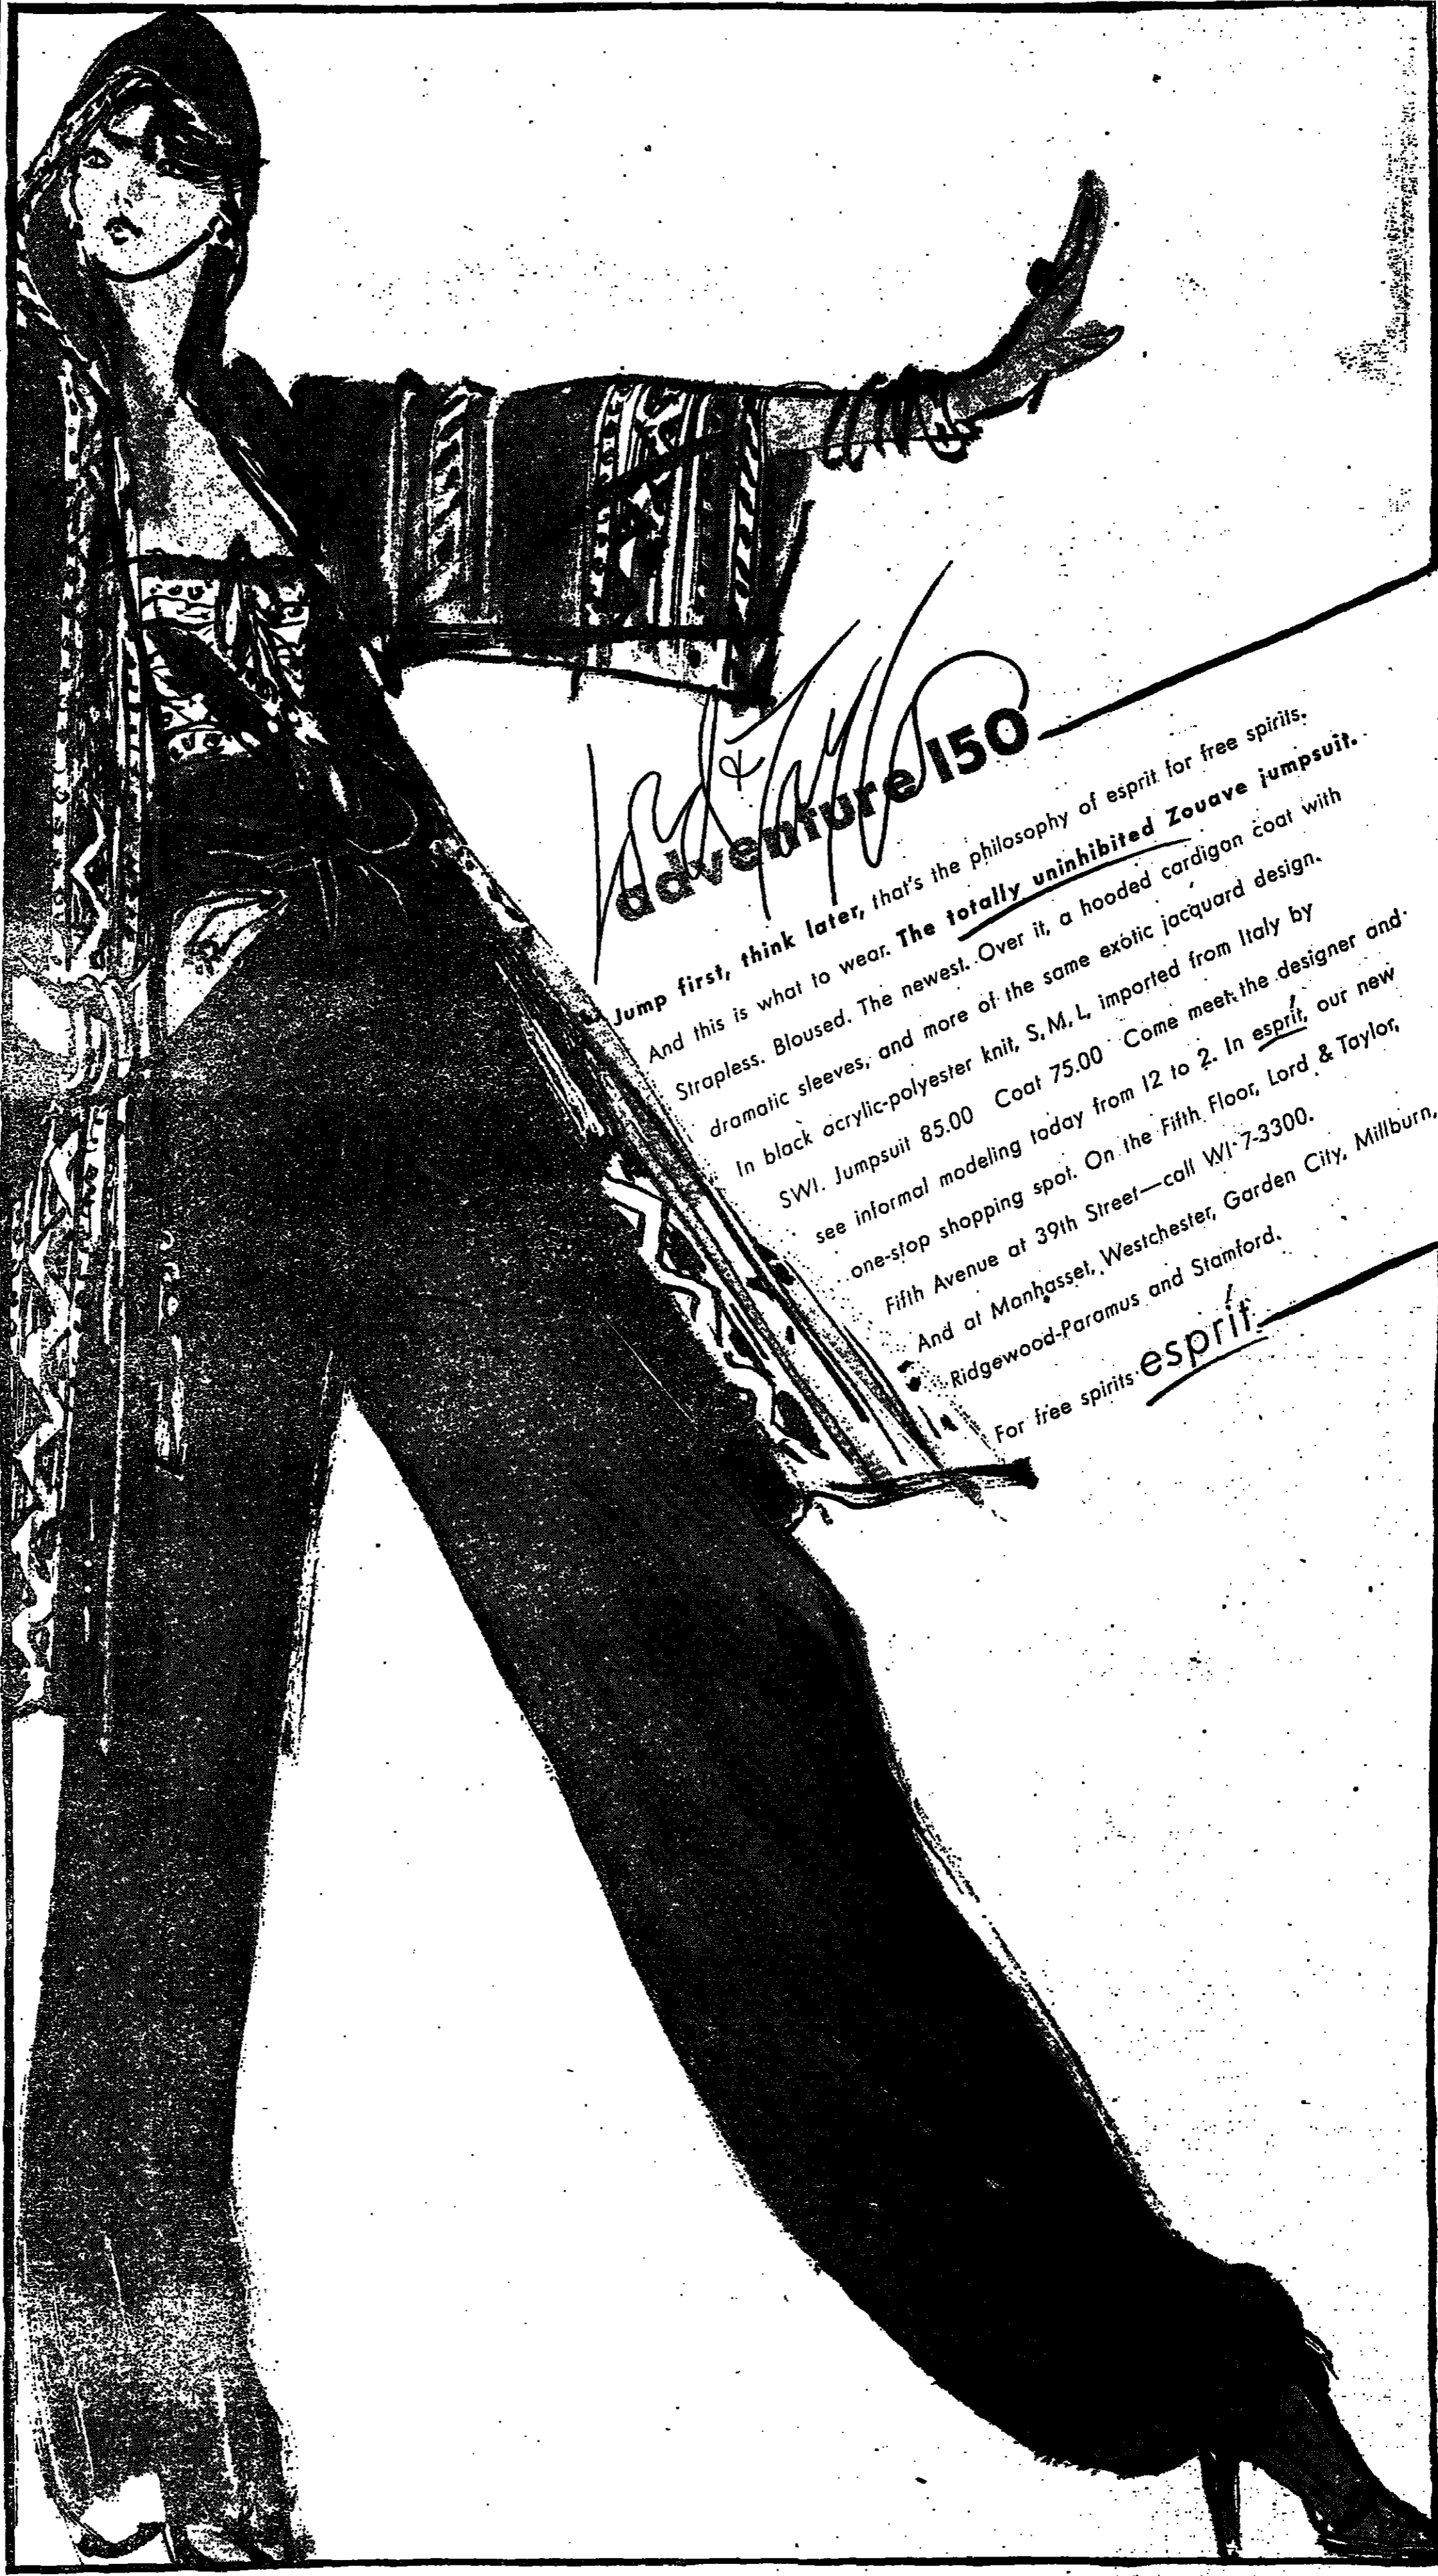 Lord & Taylor
adventure 150
Jump first, think later, that's the philosophy of esprit for free spirits.
And this is what to wear. The totally uninhibited Zouave jumpsuit.
Strapless. Bloused. The newest. Over it, a hooded cardigan coat with
dramatic sleeves, and more of the same exotic jacquard design.
In black acrylic-polyester knit, S, M, L, imported from Italy by
SWI. Jumpsuit 85.00 Coat 75.00 Come meet the designer and
see informal modeling today from 12 to 2. In esprit, our new
one-stop shopping spot. On the Fifth Floor, Lord & Taylor,
Fifth Avenue at 39th Street—call WI 7-3300.
And at Manhasset, Westchester, Garden City, Millburn,
Ridgewood-Paramus and Stamford.
For free spirits esprit